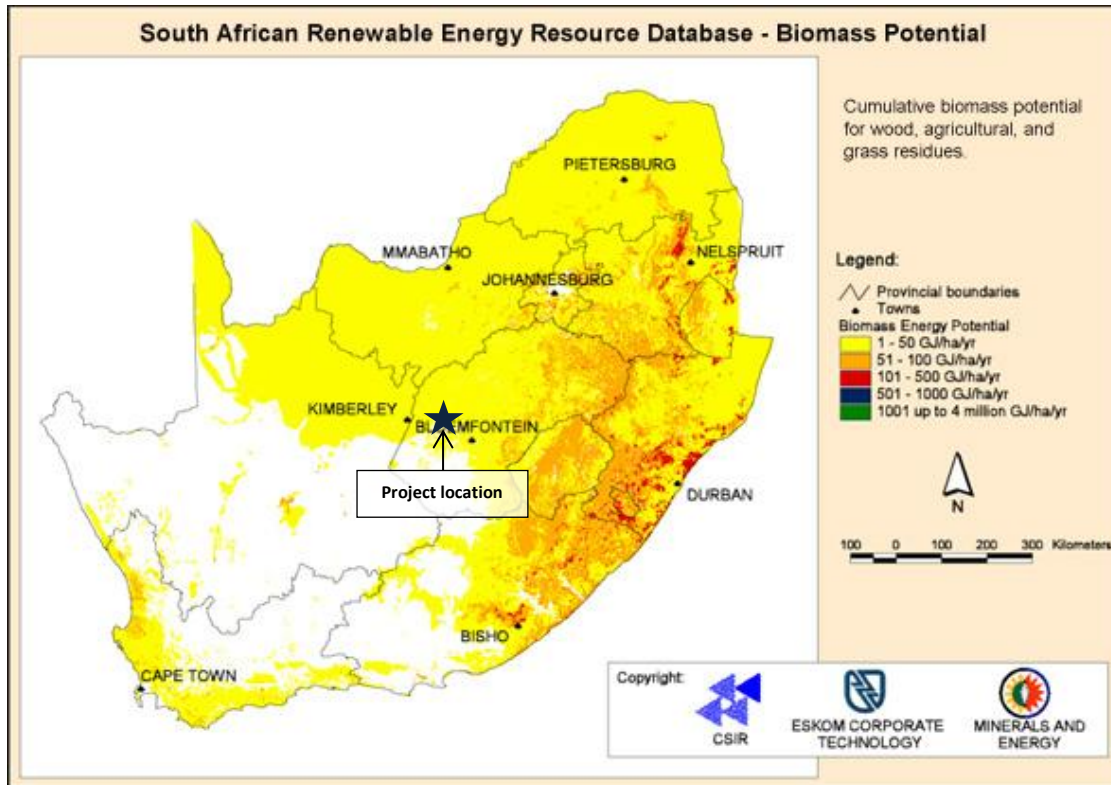 South African Renewable Energy Resource Database - Biomass Potential
Cumulative biomass potential
for wood, agricultural, and
grass residues.
PIETERSBURG
MMABATHO
NELSPRUIT
JOHANNESBURG
KIMBERLEY
BLOEMFONTEIN
Project location
DURBAN
BISHO
CAPE TOWN
Legend:
Provincial boundaries
Towns
Biomass Energy Potential
1 - 50 GJ/ha/yr
51 - 100 GJ/ha/yr
101 - 500 GJ/ha/yr
501 - 1000 GJ/ha/yr
1001 up to 4 million GJ/ha/yr
N
100 0 100 200 300 Kilometers
Copyright:
CSIR
ESKOM CORPORATE
TECHNOLOGY
MINERALS AND
ENERGY